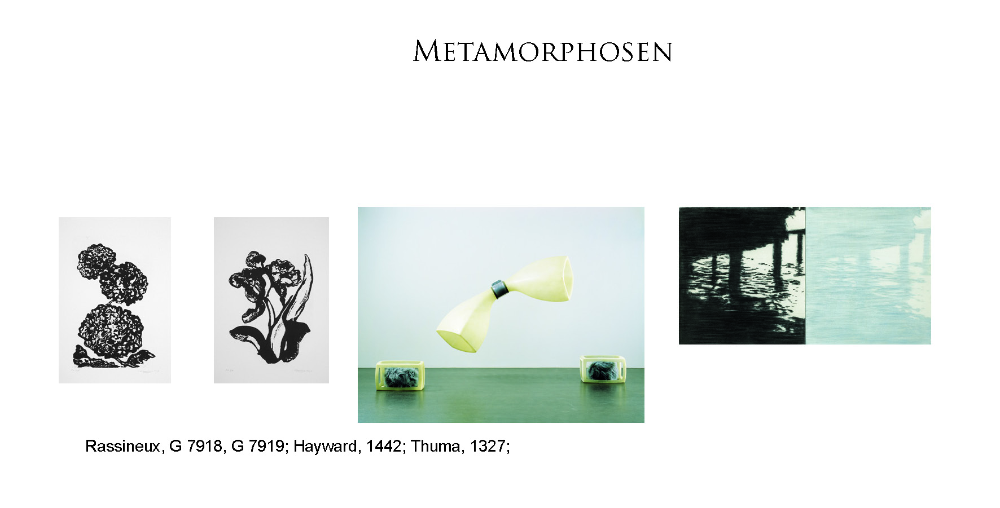 METAMORPHOSEN
Rassineux, G 7918, G 7919; Hayward, 1442; Thuma, 1327;